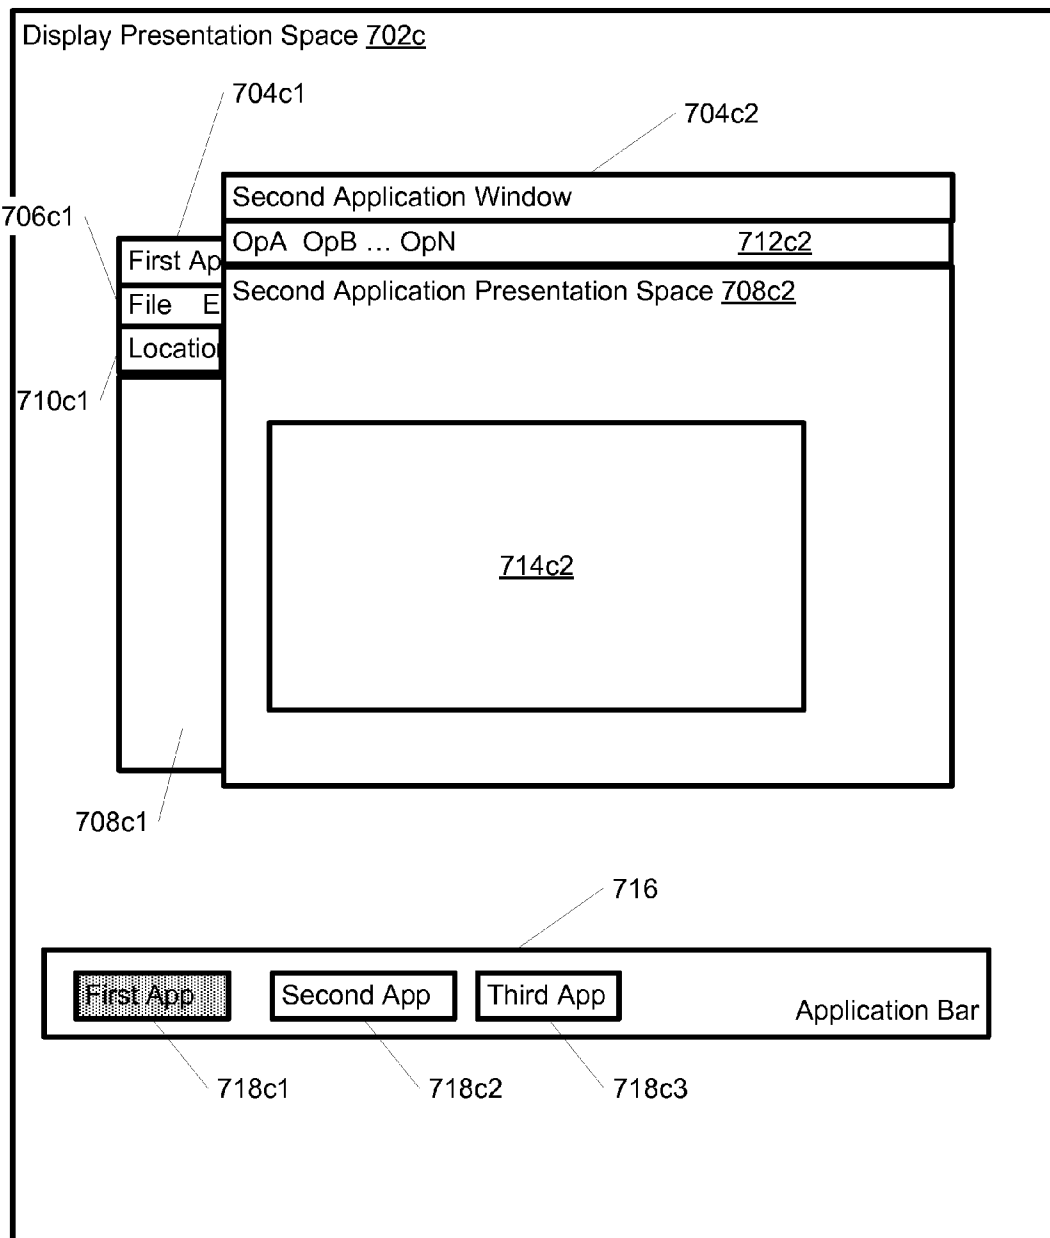 Display Presentation Space 702c
704c1
704c2
Second Application Window
706c1
OpA OpB ... OpN 712c2
First Ap
Second Application Presentation Space 708c2
File E
Location
710c1
714c2
708c1
716
First App Second App Third App
Application Bar
718c1 718c2 718c3